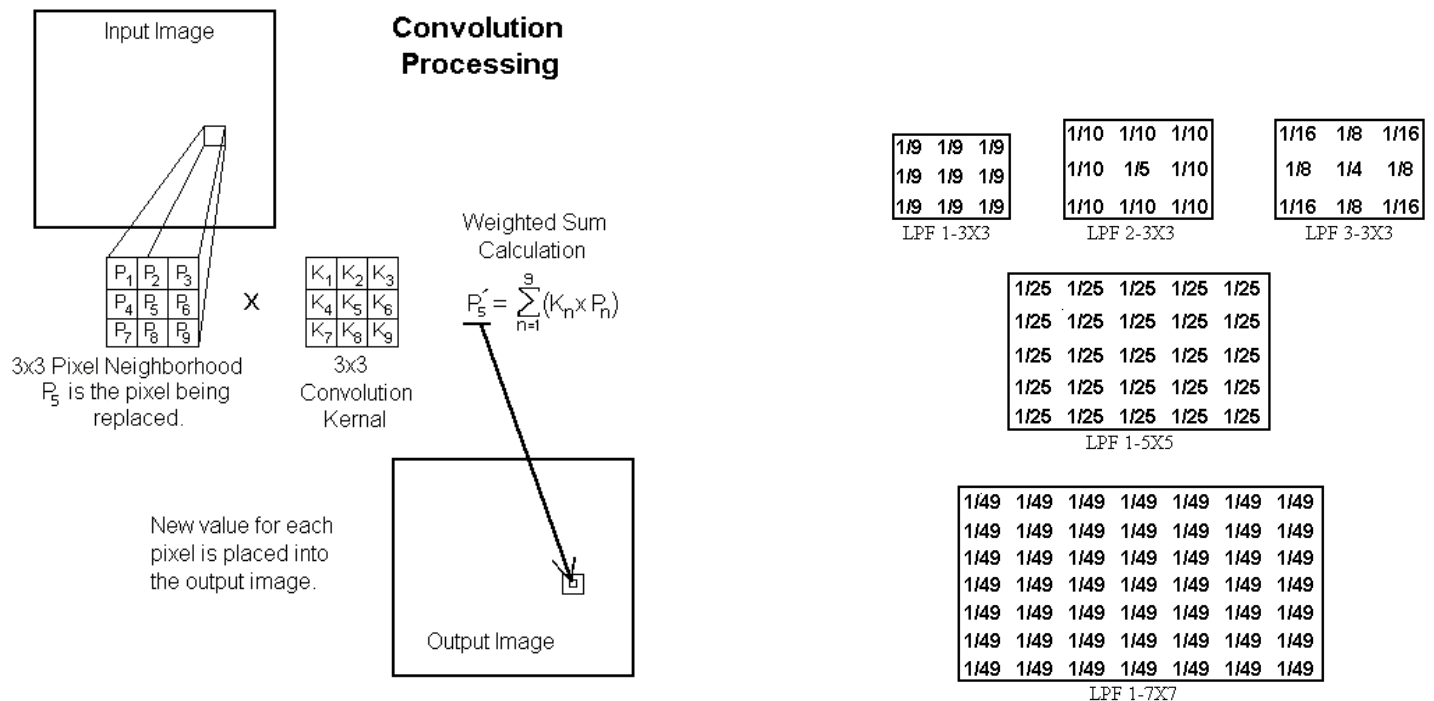 Input Image
Convolution
Processing
P1 P2 P3
P4 P5 P6
P7 P8 P9
X
K1 K2 K3
K4 K5 K6
K7 K8 K9
3x3 Pixel Neighborhood
P5 is the pixel being
replaced.
3x3
Convolution
Kernal
Weighted Sum
Calculation
P5′ = 9∑n=1 (Kn x Pn)
New value for each
pixel is placed into
the output image.
Output Image
1/9 1/9 1/9
1/9 1/9 1/9
1/9 1/9 1/9
LPF 1-3X3
1/10 1/10 1/10
1/10 1/5 1/10
1/10 1/10 1/10
LPF 2-3X3
1/16 1/8 1/16
1/8 1/4 1/8
1/16 1/8 1/16
LPF 3-3X3
1/25 1/25 1/25 1/25 1/25
1/25 1/25 1/25 1/25 1/25
1/25 1/25 1/25 1/25 1/25
1/25 1/25 1/25 1/25 1/25
1/25 1/25 1/25 1/25 1/25
LPF 1-5X5
1/49 1/49 1/49 1/49 1/49 1/49 1/49
1/49 1/49 1/49 1/49 1/49 1/49 1/49
1/49 1/49 1/49 1/49 1/49 1/49 1/49
1/49 1/49 1/49 1/49 1/49 1/49 1/49
1/49 1/49 1/49 1/49 1/49 1/49 1/49
1/49 1/49 1/49 1/49 1/49 1/49 1/49
1/49 1/49 1/49 1/49 1/49 1/49 1/49
LPF 1-7X7